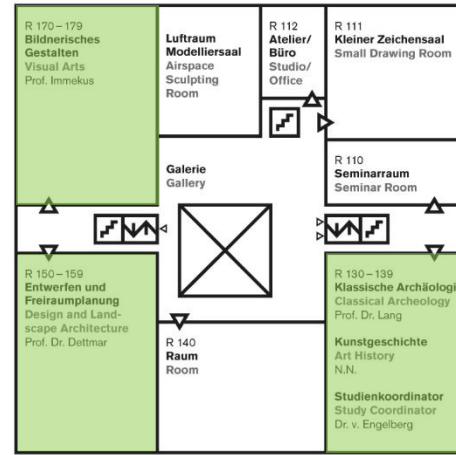 R 170 – 179
Bildnerisches
Gestalten
Visual Arts
Prof. Immekus
Luftraum
Modelliersaal
Airspace
Sculpting
Room
R 112
Atelier/
Büro
Studio/
Office
R 111
Kleiner Zeichensaal
Small Drawing Room
Galerie
Gallery
R 110
Seminarraum
Seminar Room
R 150 – 159
Entwerfen und
Freiraumplanung
Design and Land-
scape Architecture
Prof. Dr. Dettmar
R 140
Raum
Room
R 130 – 139
Klassische Archäologi
Classical Archeology
Prof. Dr. Lang
Kunstgeschichte
Art History
N.N.
Studienkoordinator
Study Coordinator
Dr. v. Engelberg